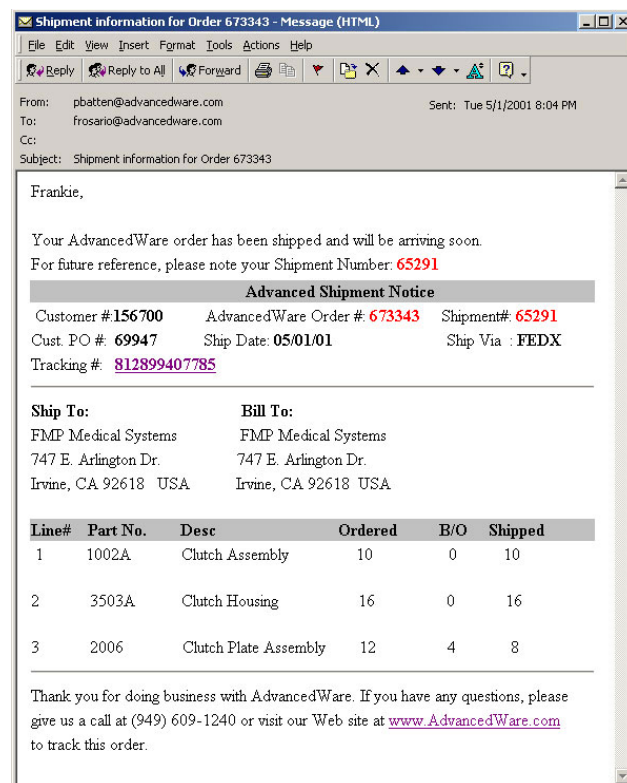 Shipment information for Order 673343 - Message (HTML)
File Edit View Insert Format Tools Actions Help
Reply Reply to All Forward
From: pbatten@advancedware.com Sent: Tue 5/1/2001 8:04 PM
To: frosario@advancedware.com
Cc:
Subject: Shipment information for Order 673343
Frankie,
Your AdvancedWare order has been shipped and will be arriving soon.
For future reference, please note your Shipment Number: 65291
Advanced Shipment Notice
Customer #:156700 AdvancedWare Order #: 673343 Shipment#: 65291
Cust. PO #: 69947 Ship Date: 05/01/01 Ship Via : FEDX
Tracking #: 812899407785
Ship To: Bill To:
FMP Medical Systems FMP Medical Systems
747 E. Arlington Dr. 747 E. Arlington Dr.
Irvine, CA 92618 USA Irvine, CA 92618 USA
Line# Part No. Desc Ordered B/O Shipped
1 1002A Clutch Assembly 10 0 10
2 3503A Clutch Housing 16 0 16
3 2006 Clutch Plate Assembly 12 4 8
Thank you for doing business with AdvancedWare. If you have any questions, please
give us a call at (949) 609-1240 or visit our Web site at www.AdvancedWare.com
to track this order.